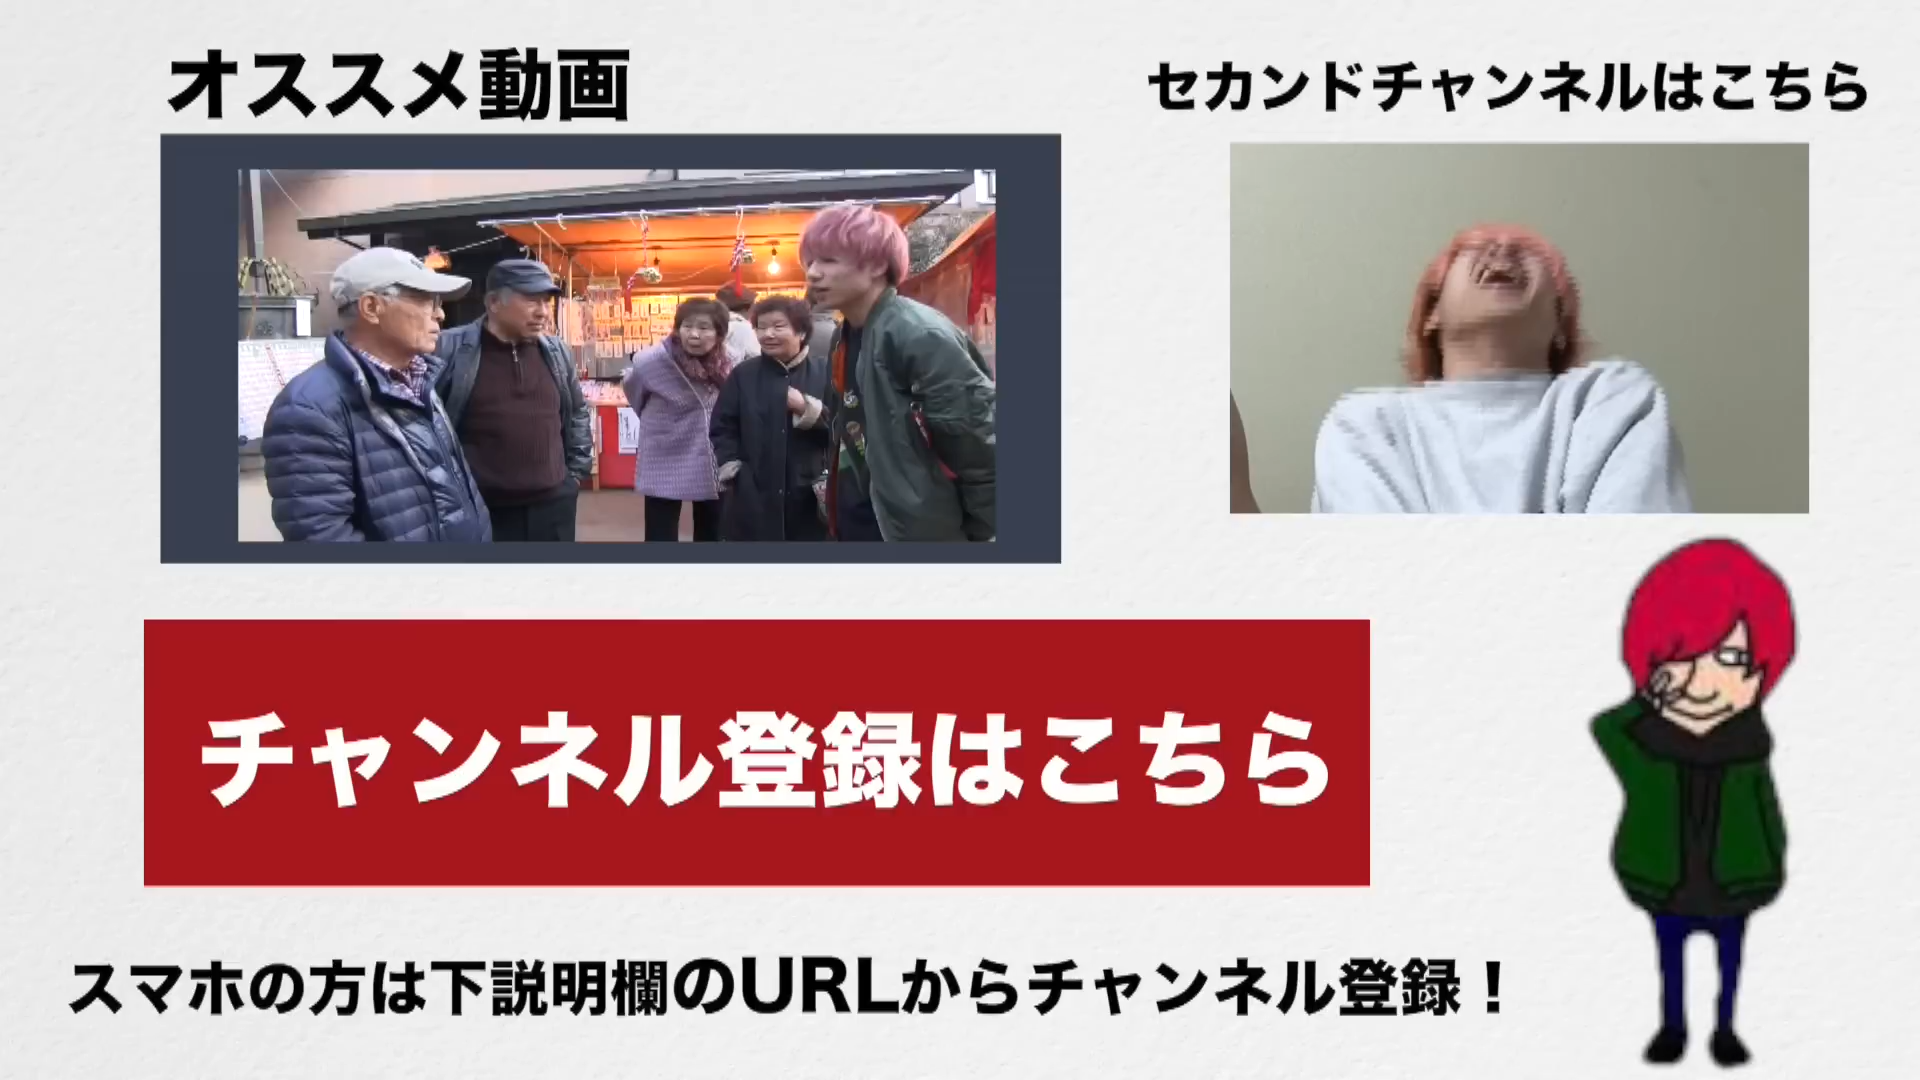 オススメ動画
セカンドチャンネルはこちら
チャンネル登録はこちら
スマホの方は下説明欄のURLからチャンネル登録！